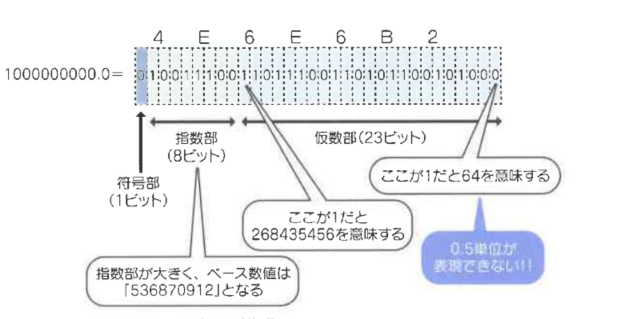 4 E 6 E 6 B 2
1000000000.0= 01001110011011100110101100101000
指数部
(8ビット)
仮数部(23ビット)
符号部
(1ビット)
ここが1だと64を意味する
ここが1だと
268435456を意味する
0.5単位が
表現できない!!
指数部が大きく、ベース数値は
「536870912」となる